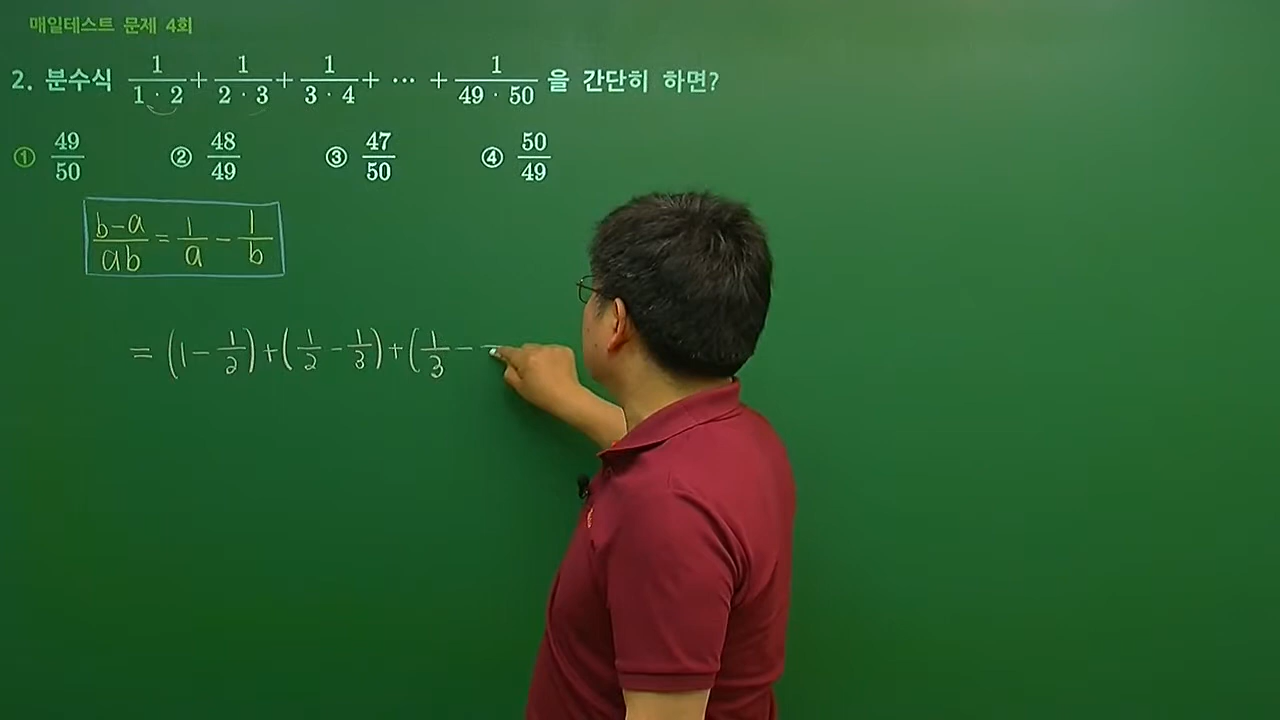 매일테스트 문제 4회
2. 분수식 1/(1 · 2) + 1/(2 · 3) + 1/(3 · 4) + ··· + 1/(49 · 50) 을 간단히 하면?
① 49/50 ② 48/49 ③ 47/50 ④ 50/49
(b-a)/(ab) = 1/a - 1/b
= (1 - 1/2) + (1/2 - 1/3) + (1/3 -